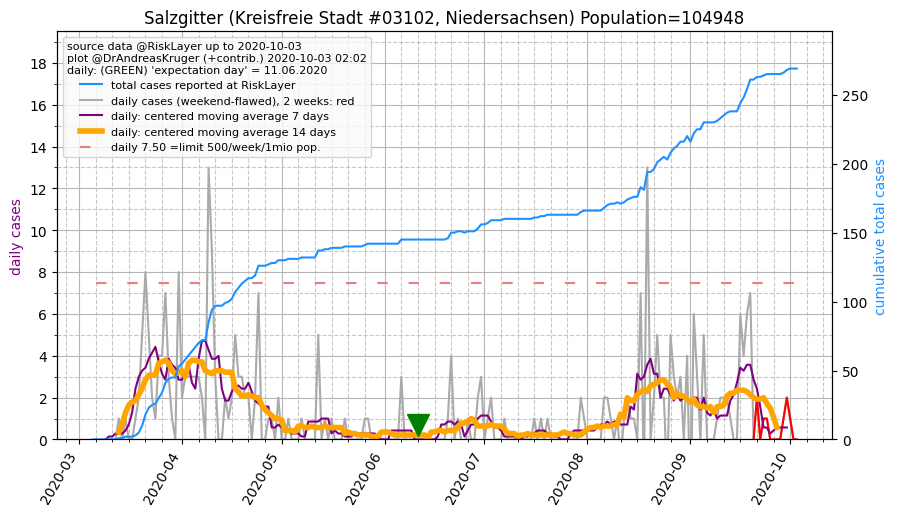 Salzgitter (Kreisfreie Stadt #03102, Niedersachsen) Population=104948
source data @RiskLayer up to 2020-10-03
plot @DrAndreasKruger (+contrib.) 2020-10-03 02:02
daily: (GREEN) 'expectation day' = 11.06.2020
total cases reported at RiskLayer
daily cases (weekend-flawed), 2 weeks: red
daily: centered moving average 7 days
daily: centered moving average 14 days
daily 7.50 =limit 500/week/1mio pop.
daily cases
18
16
14
12
10
8
6
4
2
0
cumulative total cases
250
200
150
100
50
0
2020-03
2020-04
2020-05
2020-06
2020-07
2020-08
2020-09
2020-10